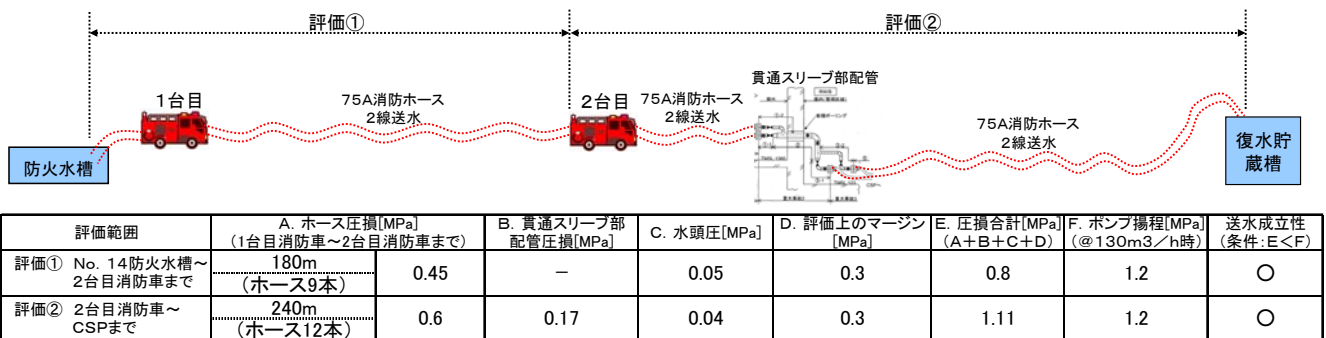 評価①
評価②
貫通スリーブ部配管
1台目
75A消防ホース
2線送水
2台目
75A消防ホース
2線送水
75A消防ホース
2線送水
防火水槽
復水貯
蔵槽
評価範囲
A. ホース圧損[MPa]
(1台目消防車~2台目消防車まで)
B. 貫通スリーブ部
配管圧損[MPa]
C. 水頭圧[MPa]
D. 評価上のマージン
[MPa]
E. 圧損合計[MPa]
(A+B+C+D)
F. ポンプ揚程[MPa]
(@130m3/h時)
送水成立性
(条件:E<F)
評価① No. 14防火水槽~
2台目消防車まで
180m
(ホース9本)
0.45
-
0.05
0.3
0.8
1.2
○
評価② 2台目消防車~
CSPまで
240m
(ホース12本)
0.6
0.17
0.04
0.3
1.11
1.2
○